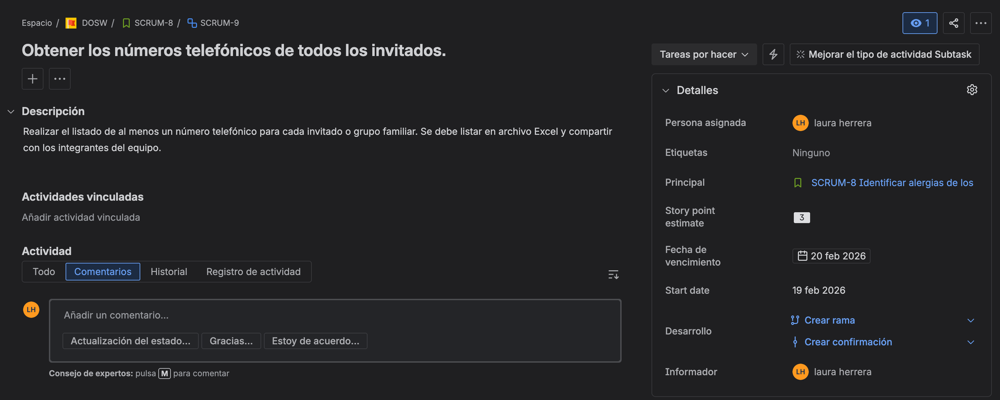 Espacio / DOSW / SCRUM-8 / SCRUM-9
1
Obtener los números telefónicos de todos los invitados.
Tareas por hacer
Mejorar el tipo de actividad Subtask
Descripción
Realizar el listado de al menos un número telefónico para cada invitado o grupo familiar. Se debe listar en archivo Excel y compartir
con los integrantes del equipo.
Actividades vinculadas
Añadir actividad vinculada
Actividad
Todo Comentarios Historial Registro de actividad
LH
Añadir un comentario...
Actualización del estado... Gracias... Estoy de acuerdo...
Consejo de expertos: pulsa M para comentar
Detalles
Persona asignada LH laura herrera
Etiquetas Ninguno
Principal SCRUM-8 Identificar alergias de los
Story point
estimate
3
Fecha de
vencimiento
20 feb 2026
Start date 19 feb 2026
Desarrollo
Crear rama
Crear confirmación
Informador LH laura herrera